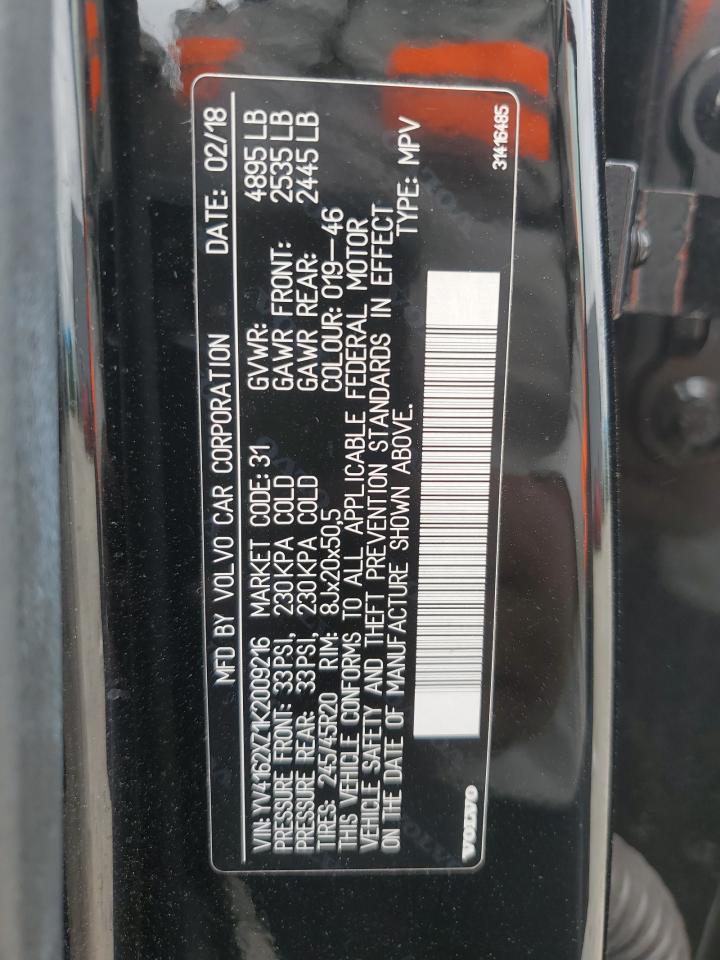 MFD BY VOLVO CAR CORPORATION DATE: 02/18
VIN: YV4162XZ1K2009216 MARKET CODE: 31 GVWR: 4895 LB
PRESSURE FRONT: 33PSI, 230KPA COLD GAWR FRONT: 2535 LB
PRESSURE REAR: 33PSI, 230KPA COLD GAWR REAR: 2445 LB
TIRES: 245/45R20 RIM: 8Jx20x50,5 COLOUR: 019-46
THIS VEHICLE CONFORMS TO ALL APPLICABLE FEDERAL MOTOR
VEHICLE SAFETY AND THEFT PREVENTION STANDARDS IN EFFECT
ON THE DATE OF MANUFACTURE SHOWN ABOVE. TYPE: MPV
VOLVO 31416485